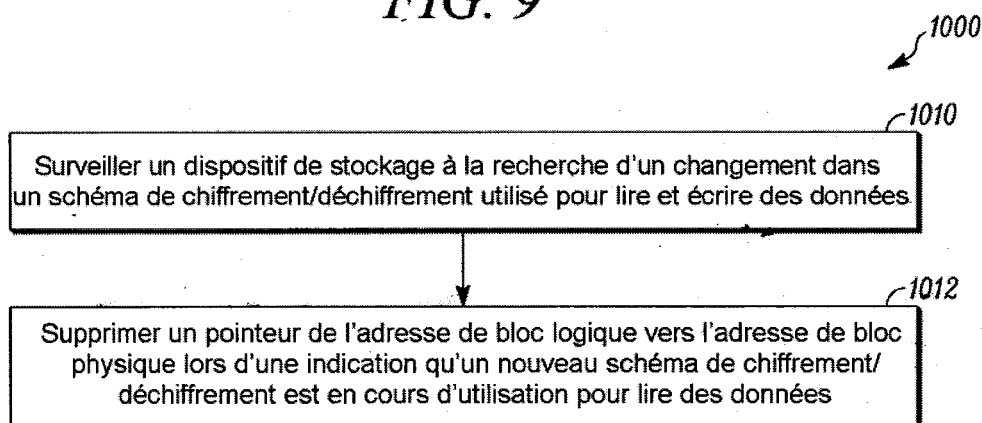 FIG. 9
1000
1010
Surveiller un dispositif de stockage à la recherche d'un changement dans
un schéma de chiffrement/déchiffrement utilisé pour lire et écrire des données
1012
Supprimer un pointeur de l'adresse de bloc logique vers l'adresse de bloc
physique lors d'une indication qu'un nouveau schéma de chiffrement/
déchiffrement est en cours d'utilisation pour lire des données